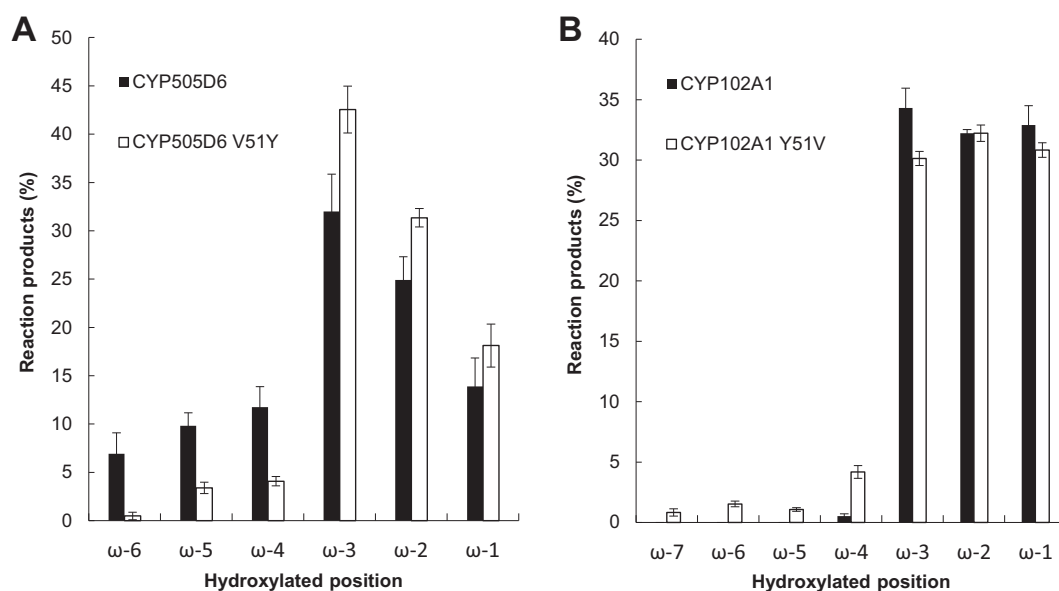 A
Reaction products (%)
50
45
40
35
30
25
20
15
10
5
0
CYP505D6
CYP505D6 V51Y
ω-6 ω-5 ω-4 ω-3 ω-2 ω-1
Hydroxylated position
B
Reaction products (%)
40
35
30
25
20
15
10
5
0
CYP102A1
CYP102A1 Y51V
ω-7 ω-6 ω-5 ω-4 ω-3 ω-2 ω-1
Hydroxylated position